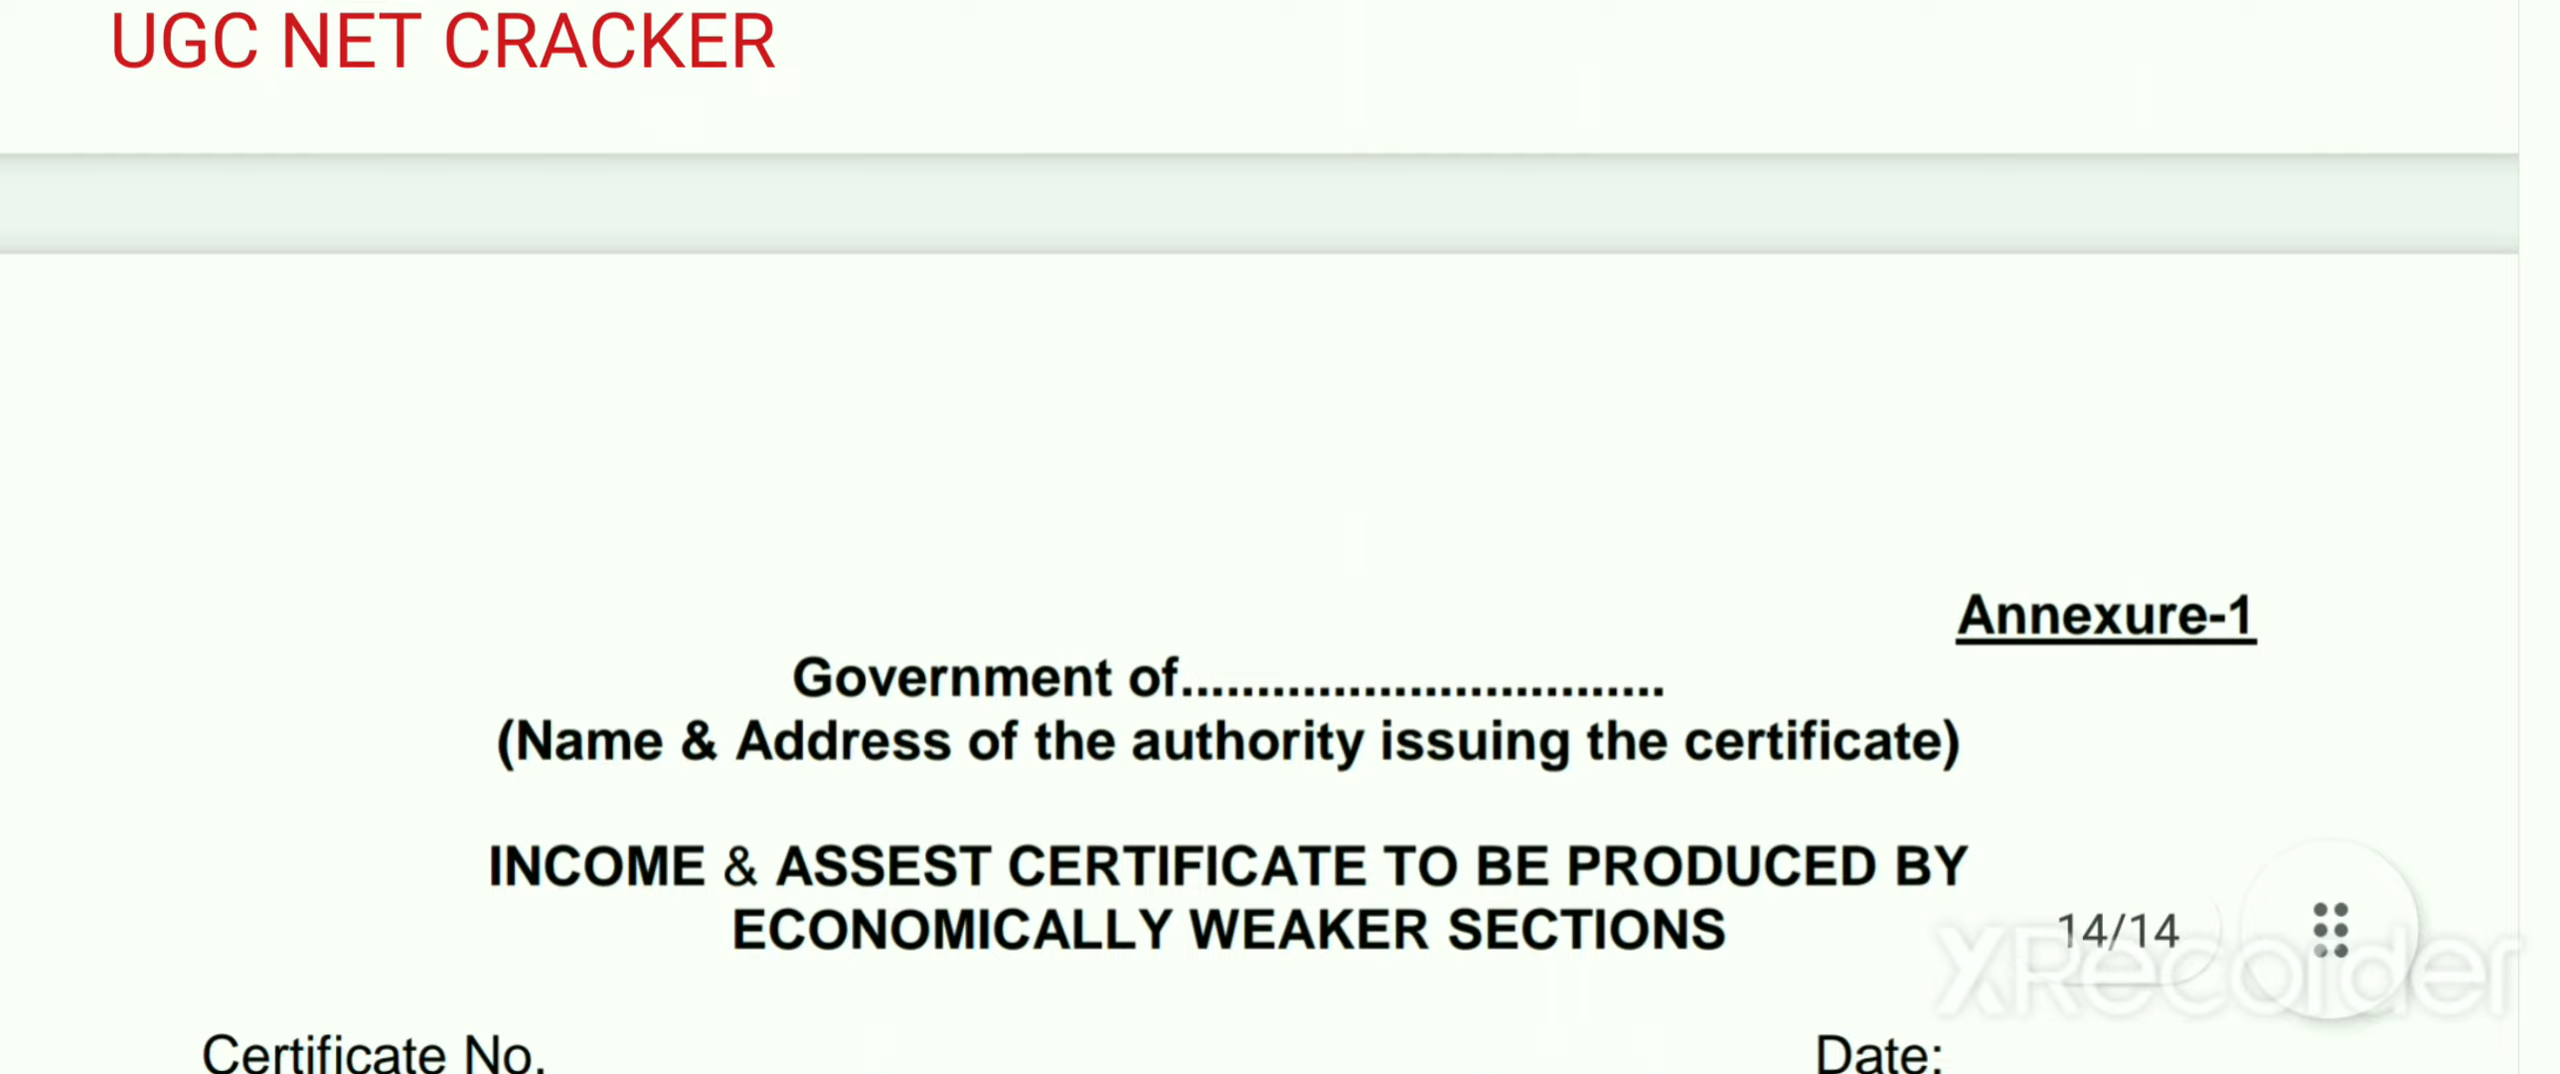 UGC NET CRACKER
Annexure-1
Government of................................
(Name & Address of the authority issuing the certificate)
INCOME & ASSEST CERTIFICATE TO BE PRODUCED BY
ECONOMICALLY WEAKER SECTIONS
14/14
XRecorder
Certificate No.
Date: